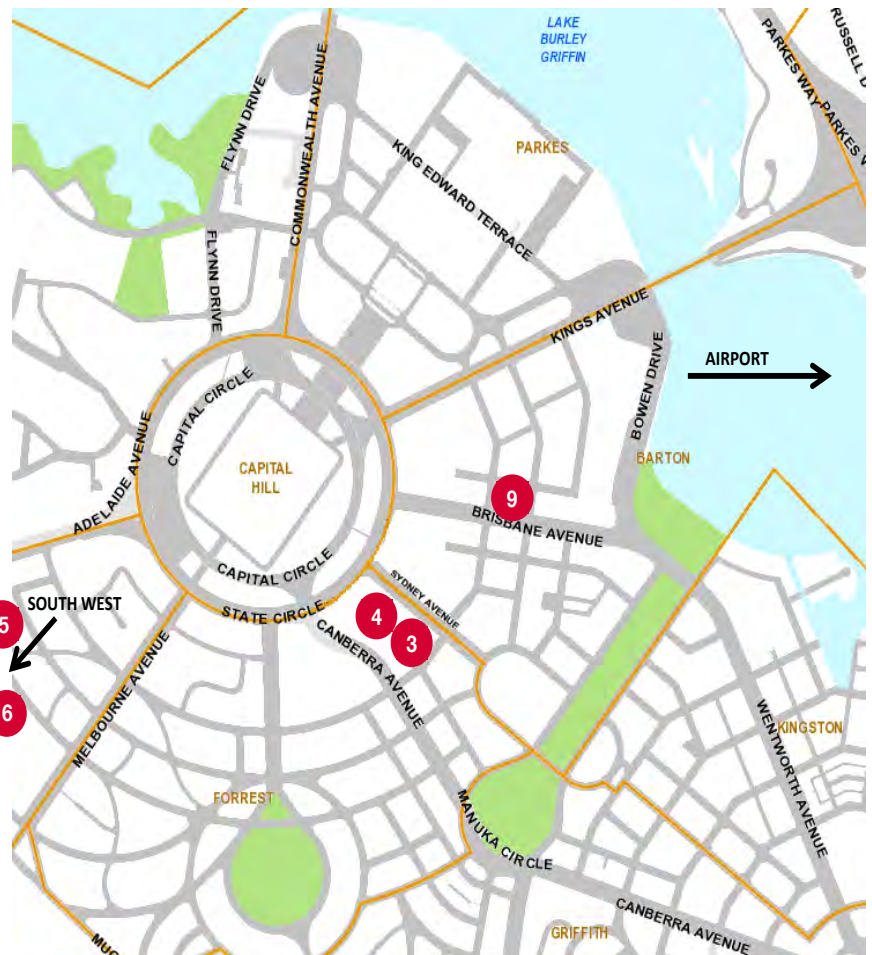 LAKE
BURLEY
GRIFFIN
PARKES WAY
PARKES
RUSSELL
FLYNN DRIVE
COMMONWEALTH AVENUE
KING EDWARD TERRACE
PARKES
FLYNN DRIVE
KINGS AVENUE
BOWEN DRIVE
AIRPORT
CAPITAL CIRCLE
ADELAIDE AVENUE
CAPITAL
HILL
BARTON
9
BRISBANE AVENUE
CAPITAL CIRCLE
SYDNEY AVENUE
STATE CIRCLE
5
SOUTH WEST
4
3
CANBERRA AVENUE
6
MELBOURNE AVENUE
WENTWORTH AVENUE
KINGSTON
FORREST
MANUKA CIRCLE
CANBERRA AVENUE
GRIFFITH